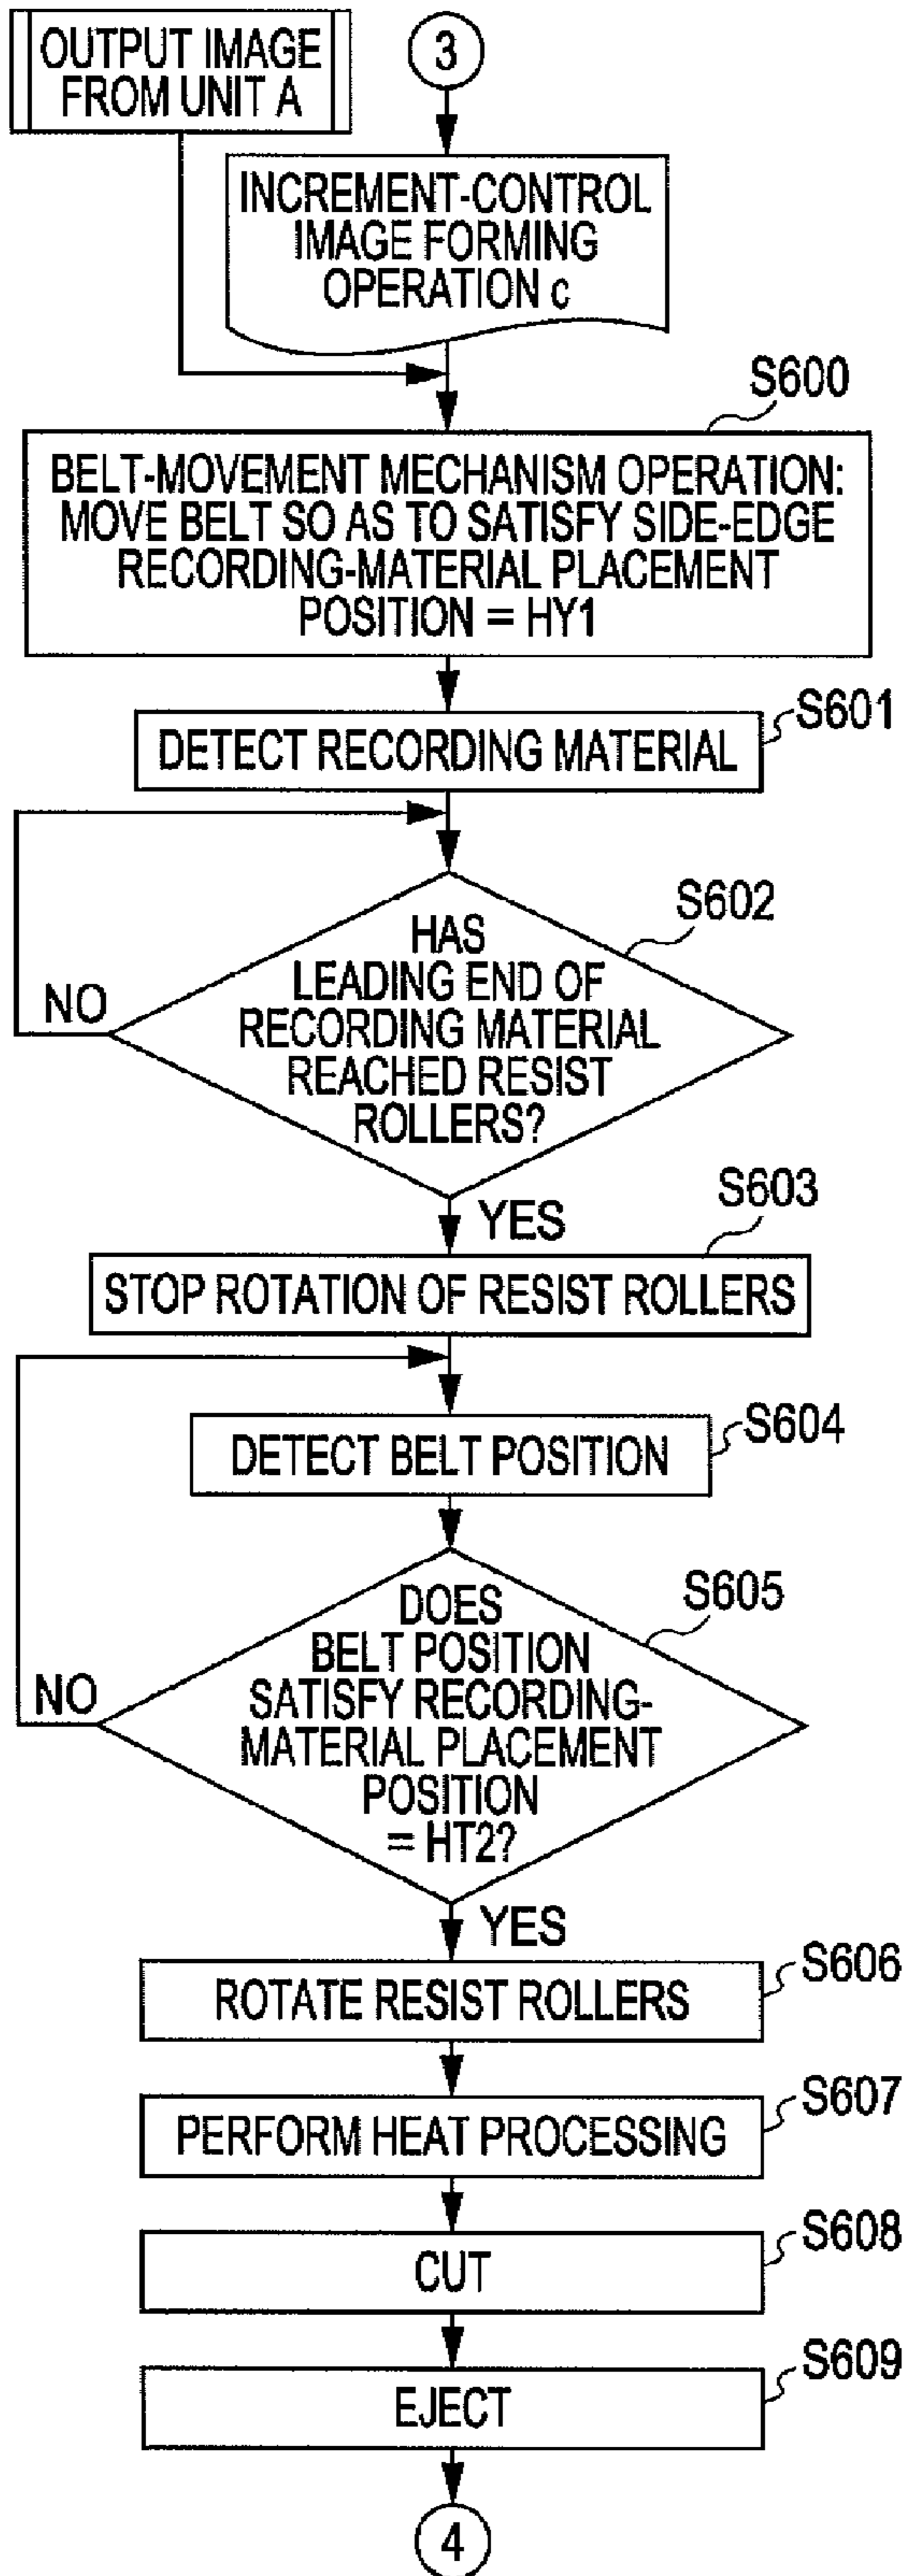 OUTPUT IMAGE
FROM UNIT A
3
INCREMENT-CONTROL
IMAGE FORMING
OPERATION c
S600
BELT-MOVEMENT MECHANISM OPERATION:
MOVE BELT SO AS TO SATISFY SIDE-EDGE
RECORDING-MATERIAL PLACEMENT
POSITION = HY1
S601
DETECT RECORDING MATERIAL
S602
HAS
LEADING END OF
RECORDING MATERIAL
REACHED RESIST
ROLLERS?
NO
YES
S603
STOP ROTATION OF RESIST ROLLERS
S604
DETECT BELT POSITION
S605
DOES
BELT POSITION
SATISFY RECORDING-
MATERIAL PLACEMENT
POSITION
= HT2?
NO
YES
S606
ROTATE RESIST ROLLERS
S607
PERFORM HEAT PROCESSING
S608
CUT
S609
EJECT
4